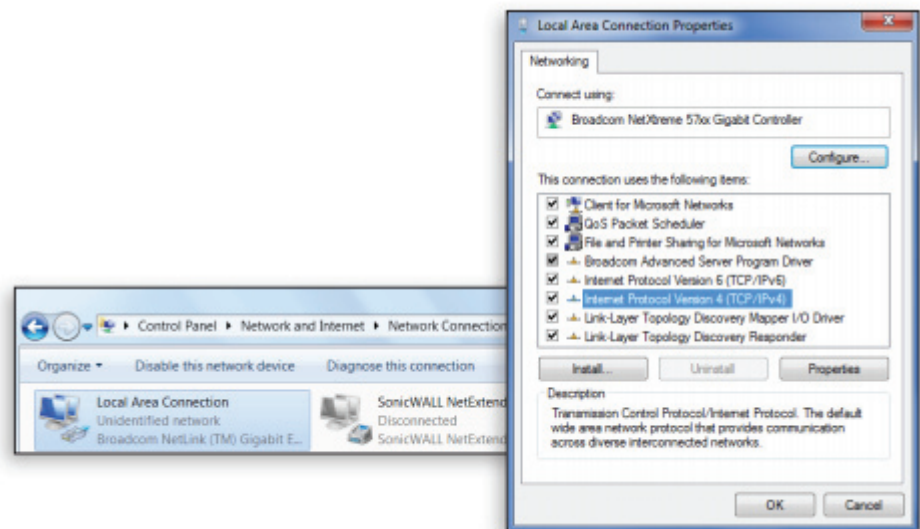 Local Area Connection Properties
Networking
Connect using:
Broadcom NetXtreme 57xx Gigabit Controller
Configure...
This connection uses the following items:
Client for Microsoft Networks
QoS Packet Scheduler
File and Printer Sharing for Microsoft Networks
Broadcom Advanced Server Program Driver
Internet Protocol Version 6 (TCP/IPv6)
Internet Protocol Version 4 (TCP/IPv4)
Link-Layer Topology Discovery Mapper I/O Driver
Link-Layer Topology Discovery Responder
Install...
Uninstall
Properties
Description
Transmission Control Protocol/Internet Protocol. The default
wide area network protocol that provides communication
across diverse interconnected networks.
OK
Cancel
Control Panel
Network and Internet
Network Connection
Organize
Disable this network device
Diagnose this connection
Local Area Connection
Unidentified network
Broadcom NetLink (TM) Gigabit E...
SonicWALL NetExtend
Disconnected
SonicWALL NetExtend